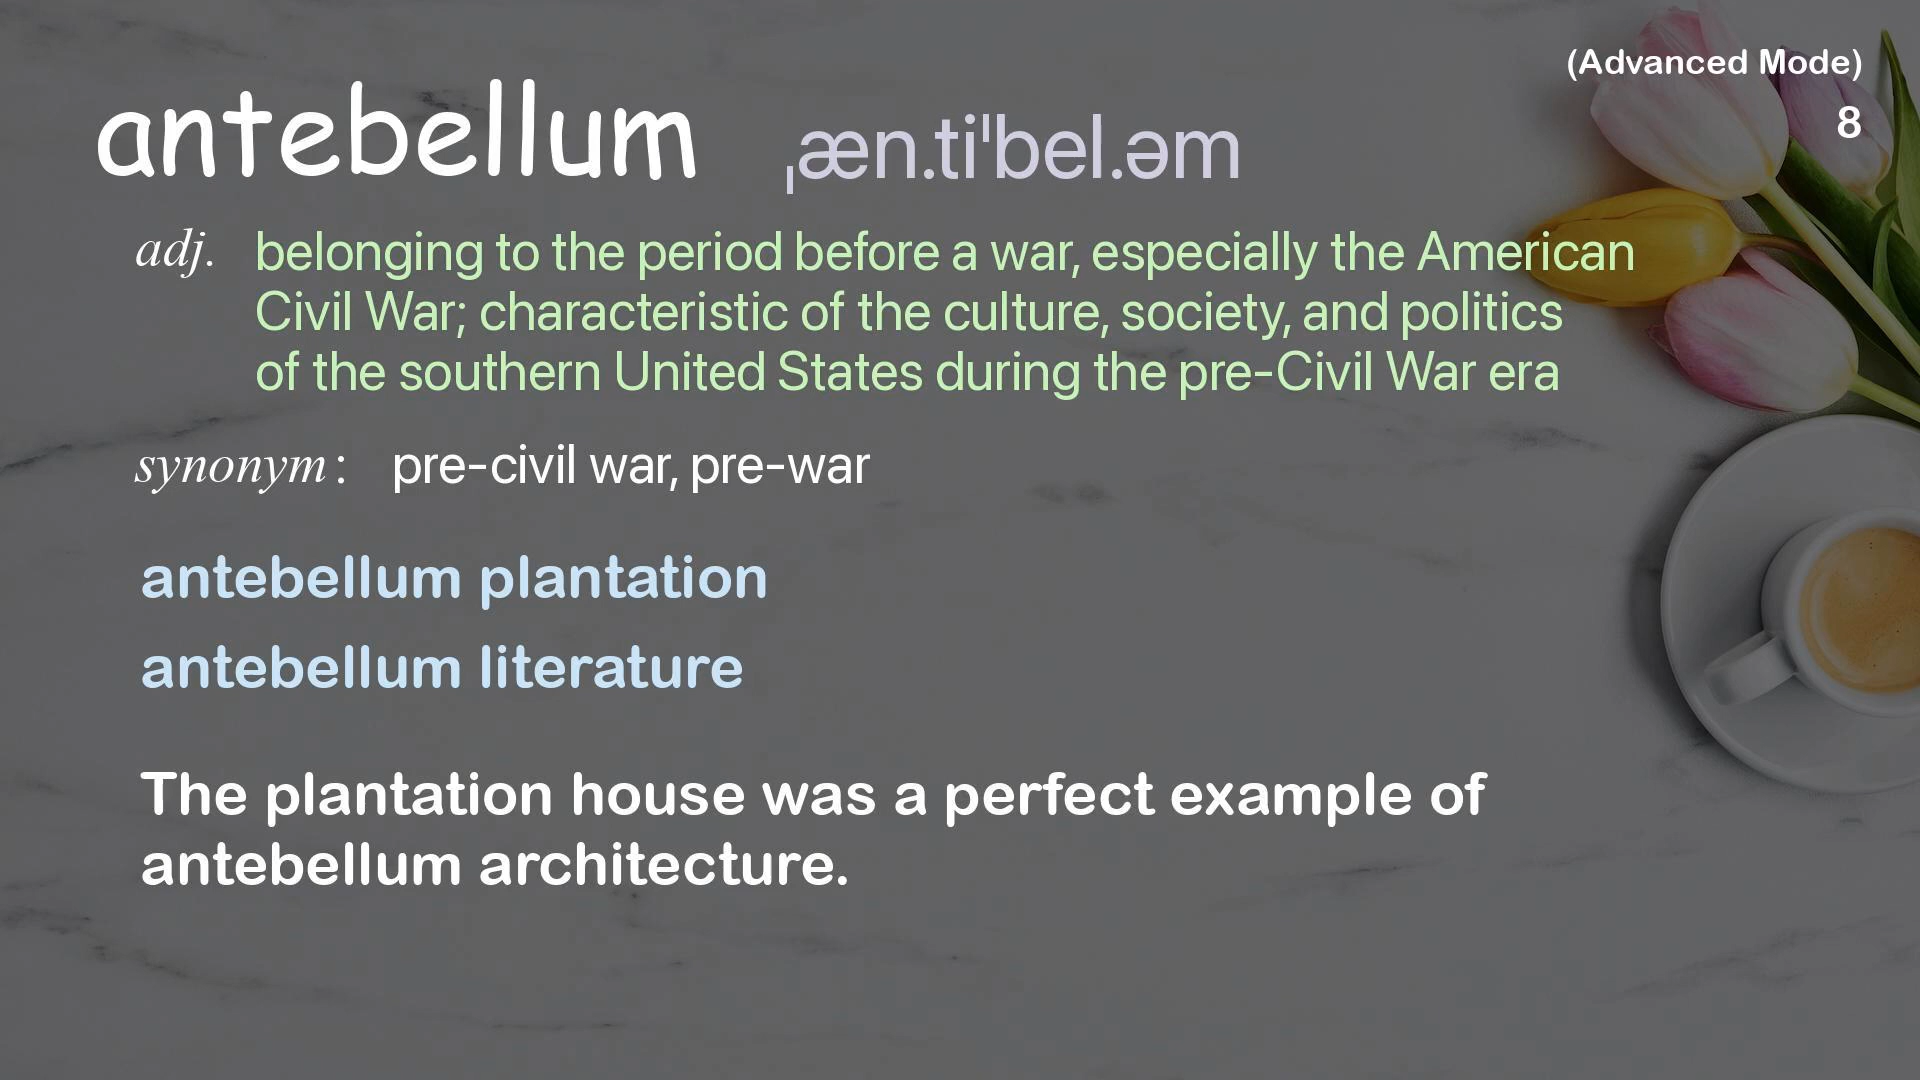 (Advanced Mode)
8
antebellum ˌæn.tiˈbel.əm
adj. belonging to the period before a war, especially the American
Civil War; characteristic of the culture, society, and politics
of the southern United States during the pre-Civil War era
synonym: pre-civil war, pre-war
antebellum plantation
antebellum literature
The plantation house was a perfect example of
antebellum architecture.